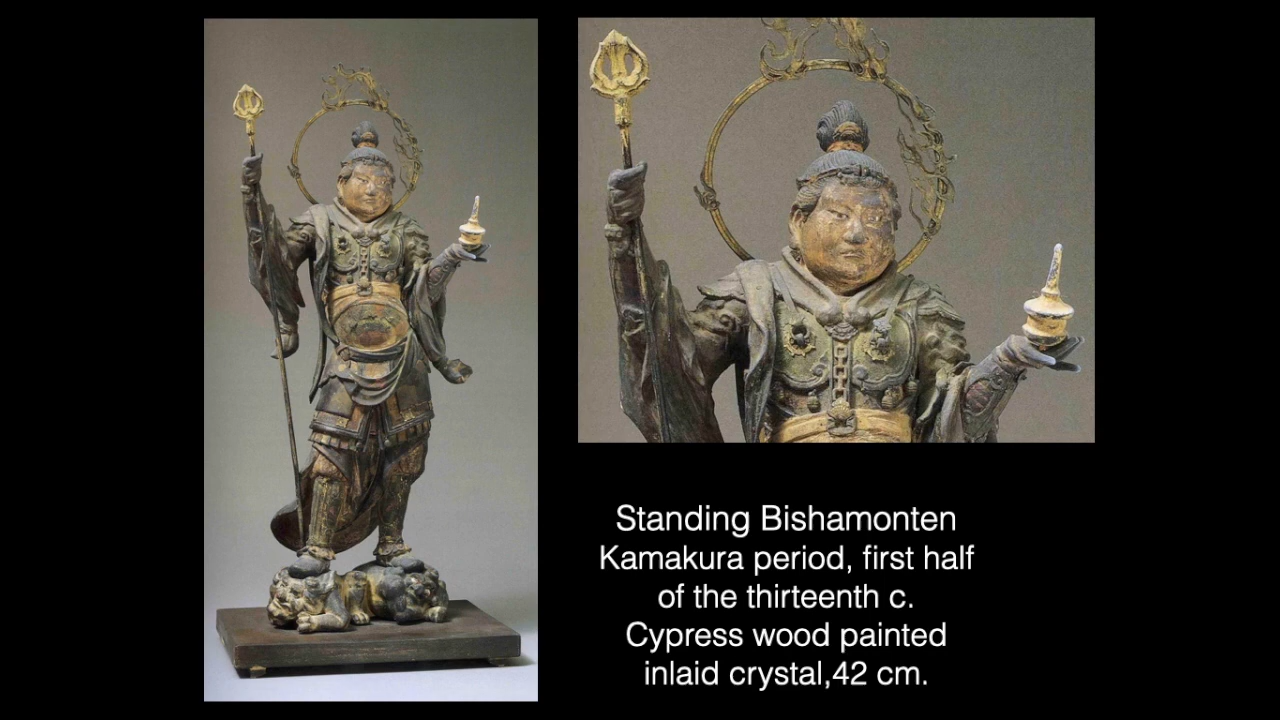 Standing Bishamonten
Kamakura period, first half
of the thirteenth c.
Cypress wood painted
inlaid crystal,42 cm.